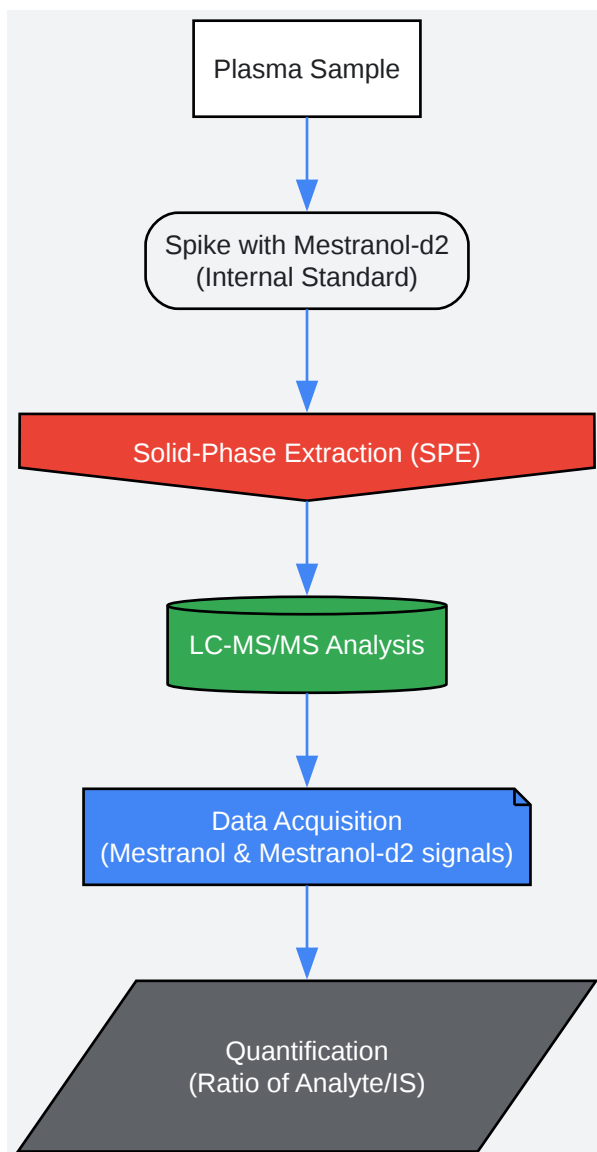 Plasma Sample
Spike with Mestranol-d2
(Internal Standard)
Solid-Phase Extraction (SPE)
LC-MS/MS Analysis
Data Acquisition
(Mestranol & Mestranol-d2 signals)
Quantification
(Ratio of Analyte/IS)